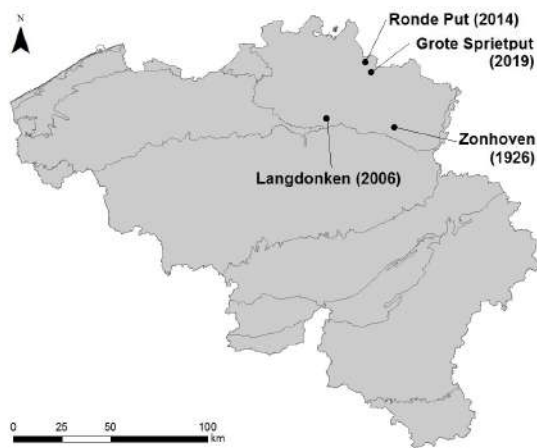 N
Ronde Put (2014)
Grote Sprietput
(2019)
Zonhoven
(1926)
Langdonken (2006)
0 25 50 100
km